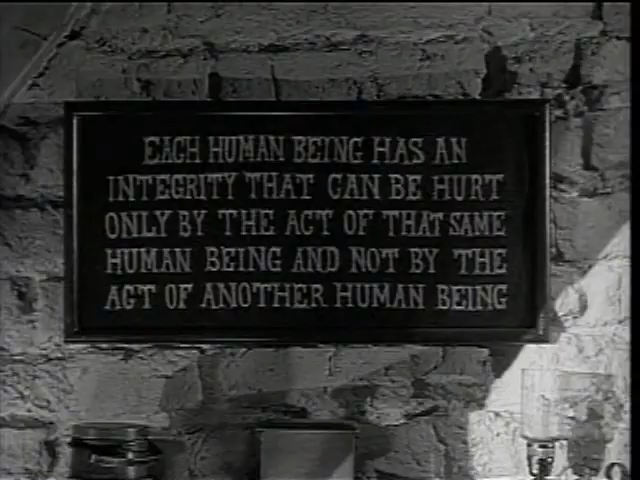 EACH HUMAN BEING HAS AN
INTEGRITY THAT CAN BE HURT
ONLY BY THE ACT OF THAT SAME
HUMAN BEING AND NOT BY THE
ACT OF ANOTHER HUMAN BEING